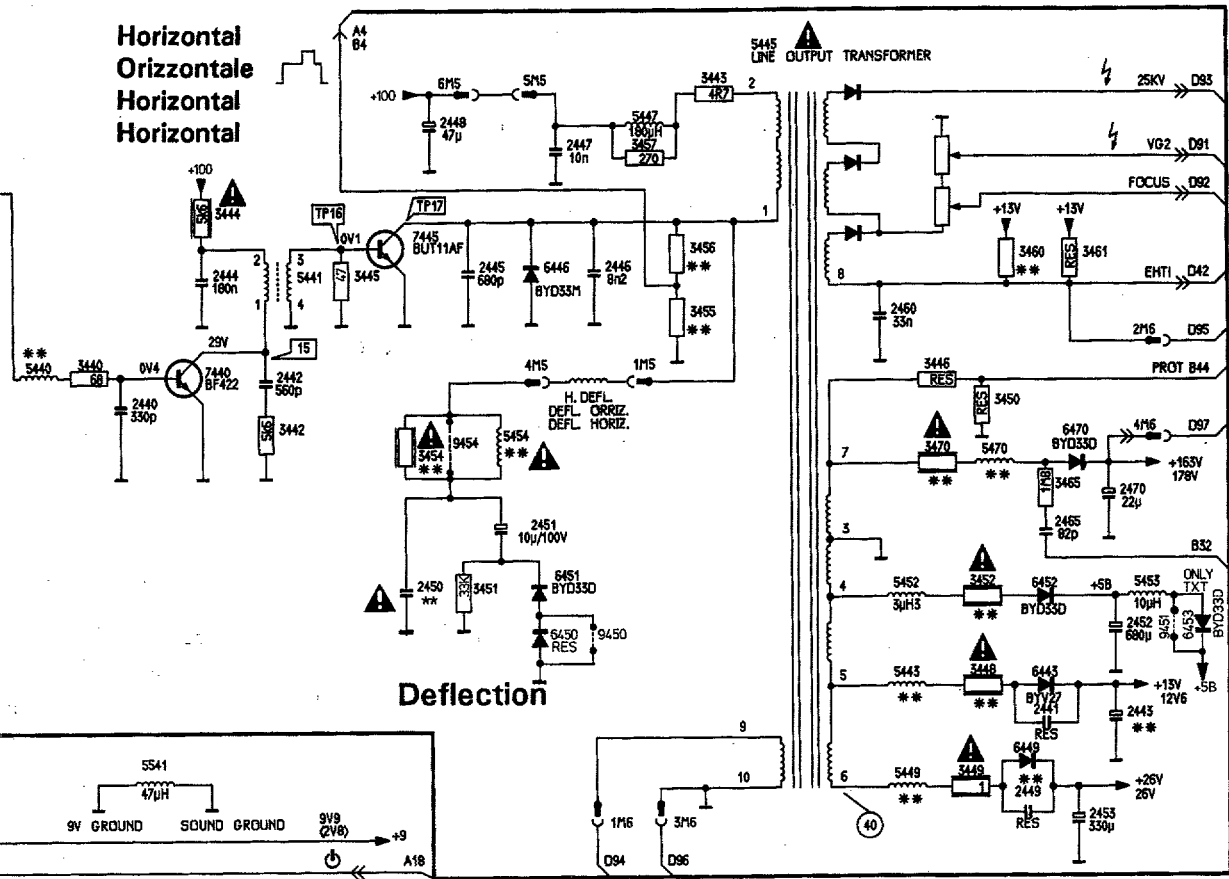 Horizontal
Orizzontale
Horizontal
Horizontal
A4
B4
5445
LINE OUTPUT TRANSFORMER
+100
6M5
5M5
3443
4R7
2
2448
47µ
2447
10n
5447
180µH
3457
270
25KV
D93
VG2
D91
FOCUS
D92
+13V
+13V
3460
**
RES
3461
8
EHTI
D42
2460
33n
2M6
D95
+100
5K6
3444
TP16
TP17
0V1
7445
BUT11AF
1
2
3
5441
47
3445
2444
180n
1
4
2445
680p
6446
BYD33M
2446
8n2
3456
**
3455
**
29V
15
**
5440
3440
68
0V4
7440
BF422
2440
330p
2442
560p
5K6
3442
4M5
1M5
H. DEFL.
DEFL. ORRIZ.
DEFL. HORIZ.
3454
**
9454
5454
**
2451
10µ/100V
2450
**
33K
3451
6451
BYD33D
6450
RES
9450
Deflection
3446
RES
RES
3450
PROT B44
7
3470
**
5470
**
6470
BYD33D
4M6
D97
+163V
178V
1M8
3465
2470
22µ
2465
82p
B32
3
4
5452
3µH3
3452
**
6452
BYD33D
+5B
5453
10µH
ONLY
TXT
2452
680µ
9451
6453
BYD33D
+5B
5
5443
**
3448
**
6443
BYV27
2441
RES
+13V
12V6
2443
**
6
5449
**
3449
1
6449
**
2449
RES
+26V
26V
2453
330µ
40
9
10
1M6
3M6
D94
D96
5541
47µH
9V GROUND
SOUND GROUND
9V9
(2V8)
+9
A18